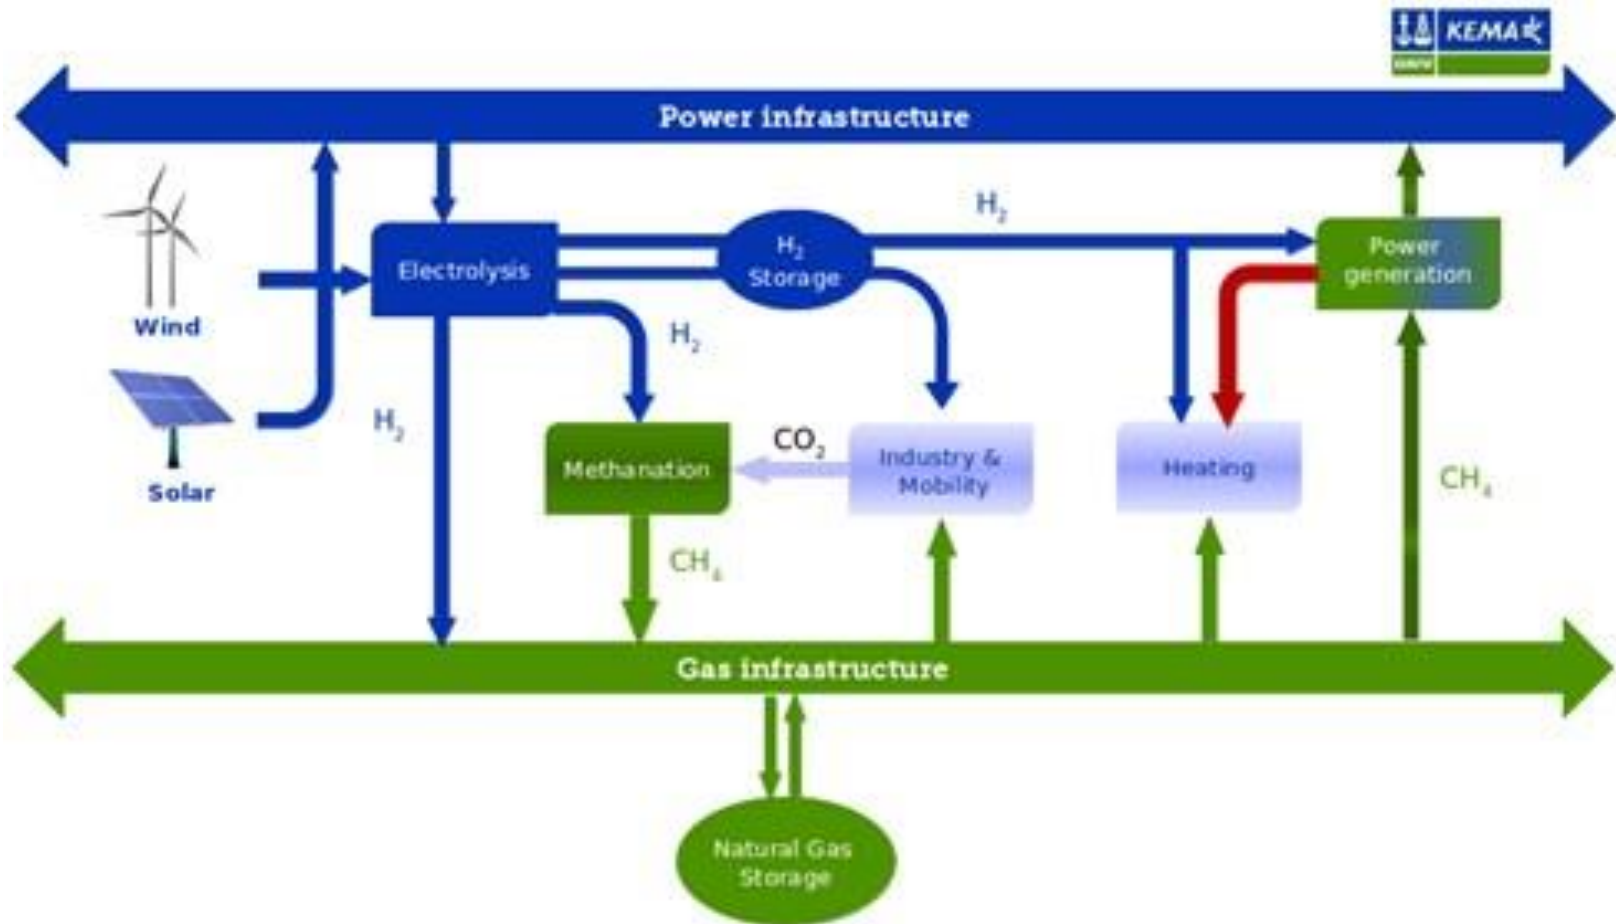 KEMA
Power infrastructure
H₂
Power
generation
H₂
Storage
Electrolysis
Wind
H₂
H₂
CO₂
Methanation
Industry &
Mobility
Heating
CH₄
Solar
CH₄
Gas infrastructure
Natural Gas
Storage